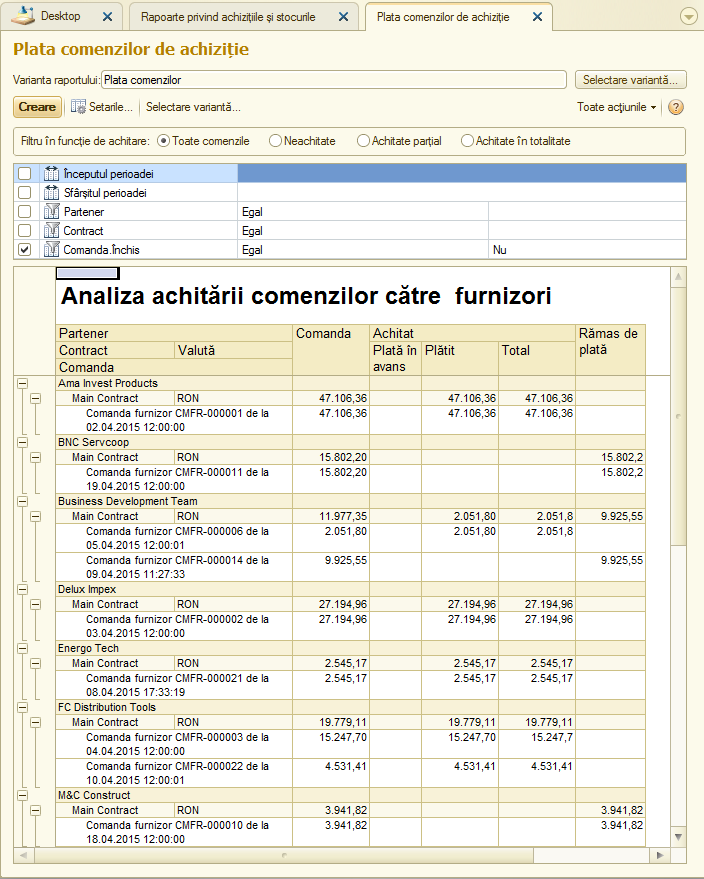 Desktop
Rapoarte privind achizițiile și stocurile
Plata comenzilor de achiziție
Plata comenzilor de achiziție
Varianta raportului: Plata comenzilor Selectare variantă...
Creare Setarile... Selectare variantă... Toate acțiunile ?
Filtru în funcție de achitare: Toate comenzile Neachitate Achitate parțial Achitate în totalitate
Începutul perioadei
Sfârșitul perioadei
Partener Egal
Contract Egal
Comanda.Închis Egal Nu
Analiza achitării comenzilor către furnizori
Partener Comanda Achitat Rămas de
Contract Valută Plată în Plătit Total plată
Comanda avans
Ama Invest Products
Main Contract RON 47.106,36 47.106,36 47.106,36
Comanda furnizor CMFR-000001 de la 47.106,36 47.106,36 47.106,36
02.04.2015 12:00:00
BNC Servcoop
Main Contract RON 15.802,20 15.802,2
Comanda furnizor CMFR-000011 de la 15.802,20 15.802,2
19.04.2015 12:00:00
Business Development Team
Main Contract RON 11.977,35 2.051,80 2.051,8 9.925,55
Comanda furnizor CMFR-000006 de la 2.051,80 2.051,80 2.051,8
05.04.2015 12:00:01
Comanda furnizor CMFR-000014 de la 9.925,55 9.925,55
09.04.2015 11:27:33
Delux Impex
Main Contract RON 27.194,96 27.194,96 27.194,96
Comanda furnizor CMFR-000002 de la 27.194,96 27.194,96 27.194,96
03.04.2015 12:00:00
Energo Tech
Main Contract RON 2.545,17 2.545,17 2.545,17
Comanda furnizor CMFR-000021 de la 2.545,17 2.545,17 2.545,17
08.04.2015 17:33:19
FC Distribution Tools
Main Contract RON 19.779,11 19.779,11 19.779,11
Comanda furnizor CMFR-000003 de la 15.247,70 15.247,70 15.247,7
04.04.2015 12:00:00
Comanda furnizor CMFR-000022 de la 4.531,41 4.531,41 4.531,41
10.04.2015 12:00:01
M&C Construct
Main Contract RON 3.941,82 3.941,82
Comanda furnizor CMFR-000010 de la 3.941,82 3.941,82
18.04.2015 12:00:00